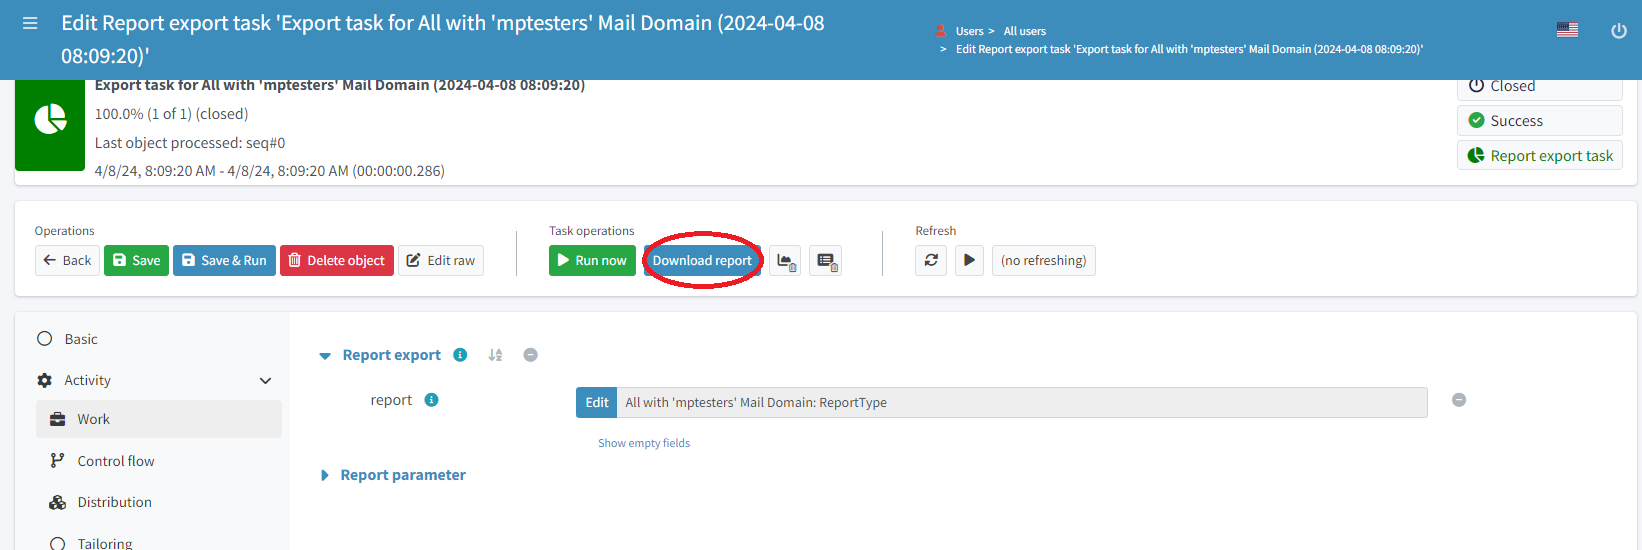 Edit Report export task 'Export task for All with 'mptesters' Mail Domain (2024-04-08
08:09:20)'
Users > All users
> Edit Report export task 'Export task for All with 'mptesters' Mail Domain (2024-04-08 08:09:20)'
Export task for All with 'mptesters' Mail Domain (2024-04-08 08:09:20)
100.0% (1 of 1) (closed)
Last object processed: seq#0
4/8/24, 8:09:20 AM - 4/8/24, 8:09:20 AM (00:00:00.286)
Closed
Success
Report export task
Operations
Back
Save
Save & Run
Delete object
Edit raw
Task operations
Run now
Download report
Refresh
(no refreshing)
Basic
Activity
Work
Control flow
Distribution
Tailoring
Report export
report
Edit
All with 'mptesters' Mail Domain: ReportType
Show empty fields
Report parameter